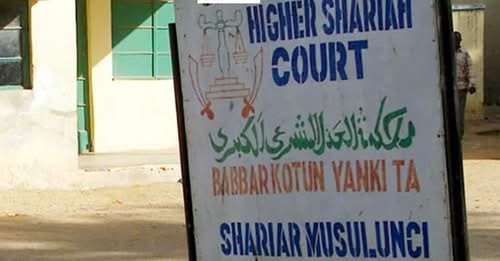 HIGHER SHARIAH
COURT
محكمة العدل الشرعي الكبرى
BABBAR KOTUN YANKI TA
SHARIAR MUSULUNCI